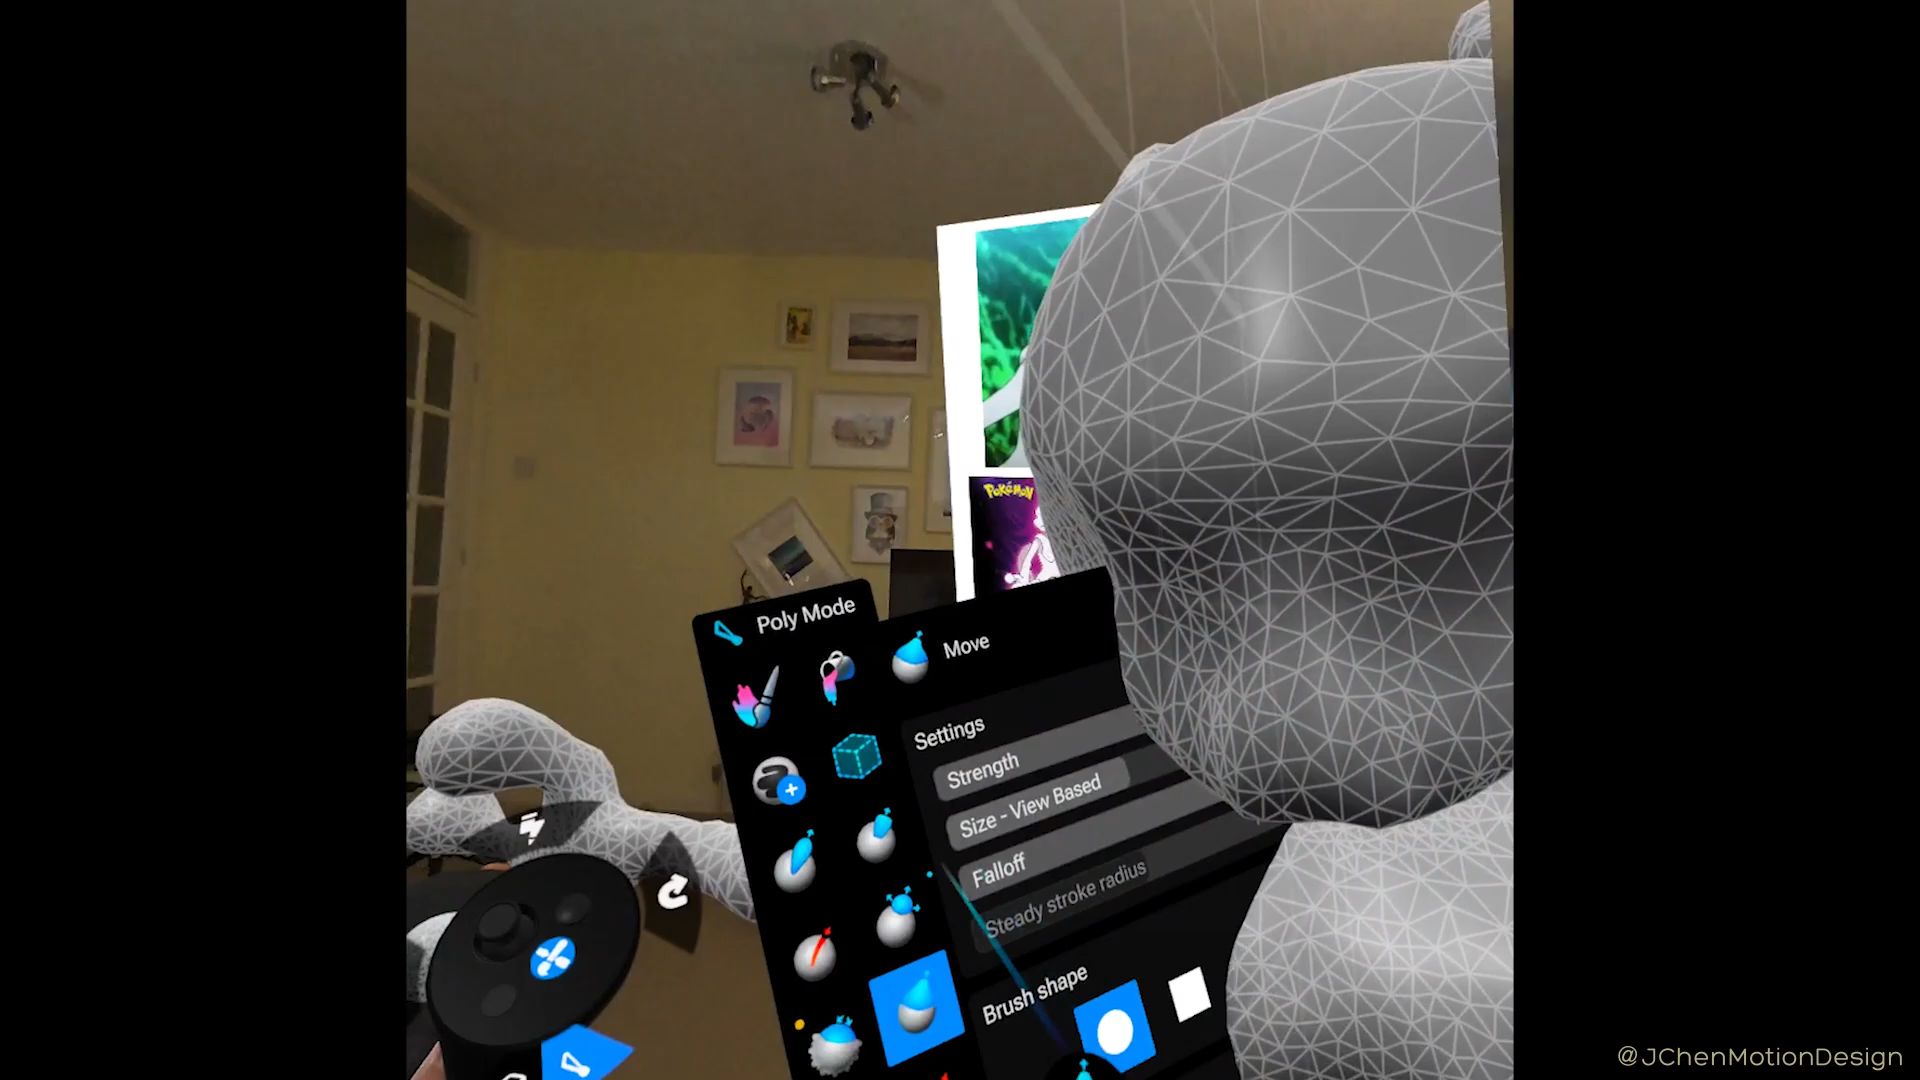 POKéMON
Poly Mode
Move
Settings
Strength
Size - View Based
Falloff
Steady stroke radius
Brush shape
@JChenMotionDesign